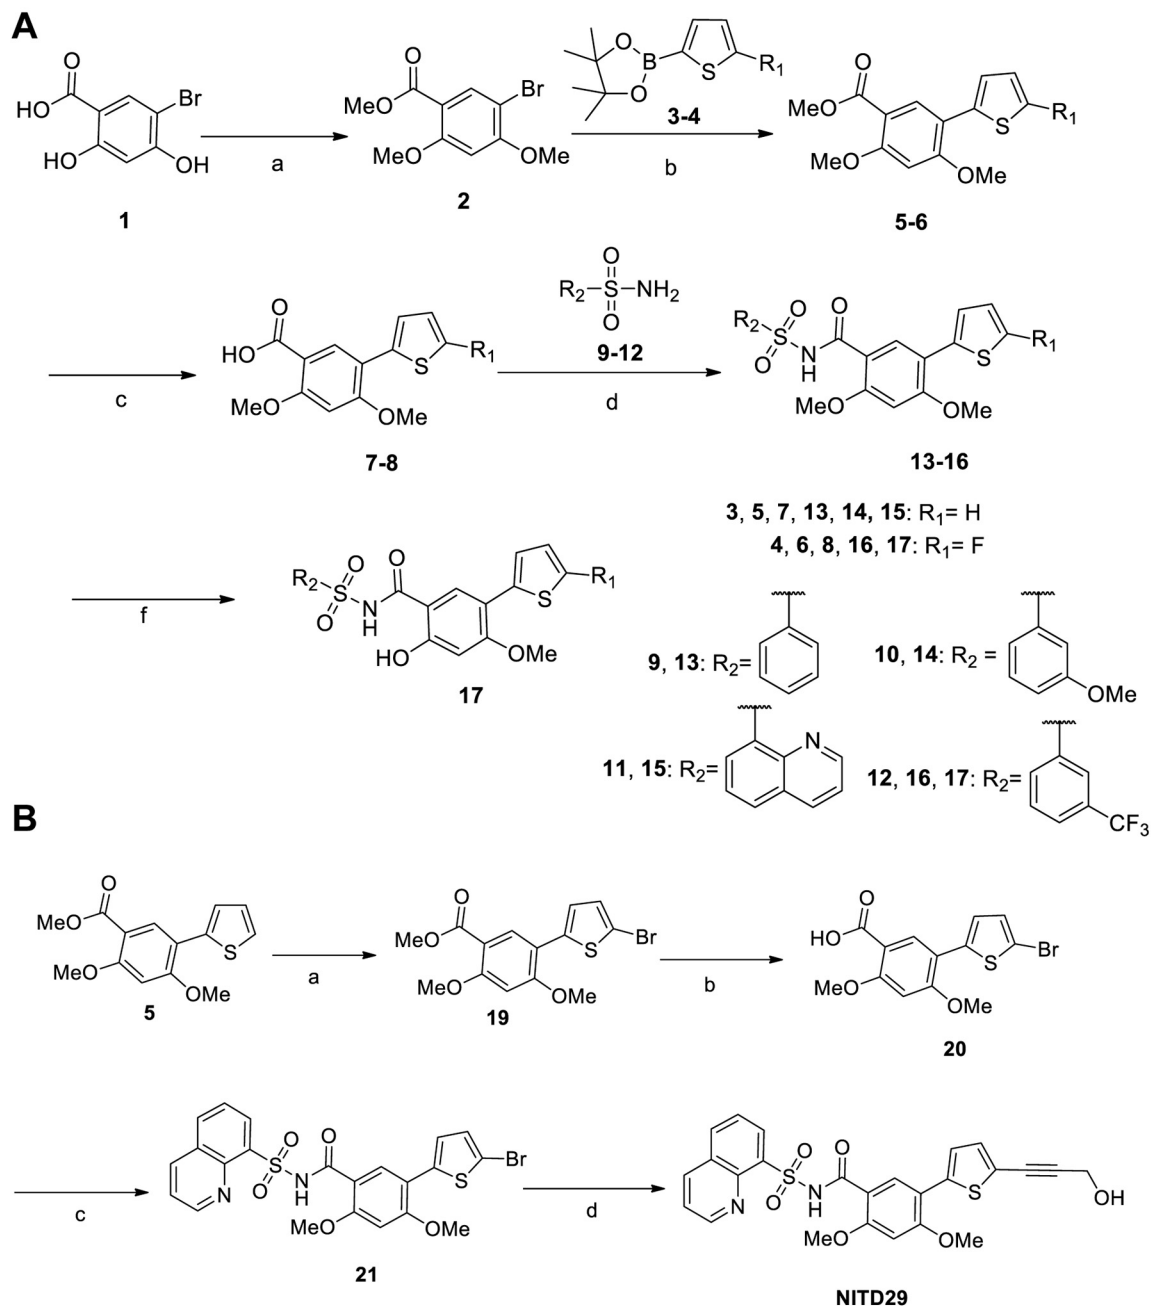 A
O
HO
Br
HO
OH
1
a
O
MeO
Br
MeO
OMe
2
O
B
O
S
R1
3-4
b
O
MeO
S
R1
MeO
OMe
5-6
c
O
HO
S
R1
MeO
OMe
7-8
O
R2-S-NH2
O
9-12
d
R2
O
S
O
N
H
O
S
R1
MeO
OMe
13-16
3, 5, 7, 13, 14, 15: R1= H
4, 6, 8, 16, 17: R1= F
f
R2
O
S
O
N
H
O
S
R1
HO
OMe
17
9, 13: R2=
10, 14: R2 =
OMe
11, 15: R2=
N
12, 16, 17: R2=
CF3
B
O
MeO
S
MeO
OMe
5
a
O
MeO
S
Br
MeO
OMe
19
b
O
HO
S
Br
MeO
OMe
20
c
N
O
S
O
N
H
O
S
Br
MeO
OMe
21
d
N
O
S
O
N
H
O
S
OH
MeO
OMe
NITD29